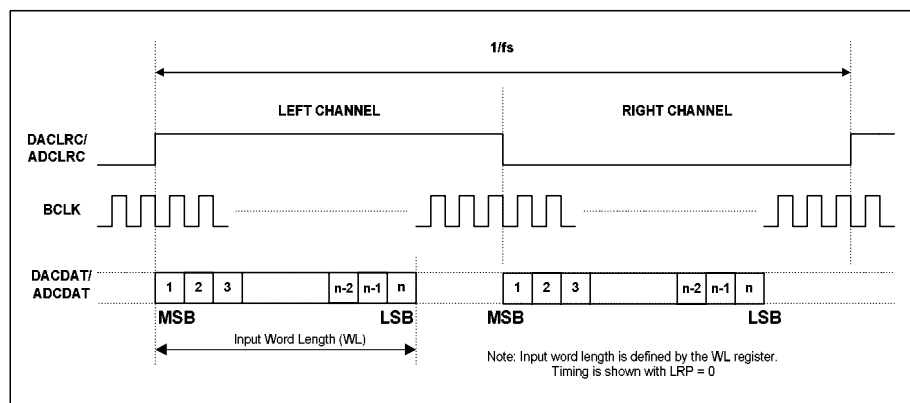 1/fs
LEFT CHANNEL
RIGHT CHANNEL
DACLRC/
ADCLRC
BCLK
DACDAT/
ADCDAT
1 2 3 n-2 n-1 n
1 2 3 n-2 n-1 n
MSB LSB
MSB LSB
Input Word Length (WL)
Note: Input word length is defined by the WL register.
Timing is shown with LRP = 0